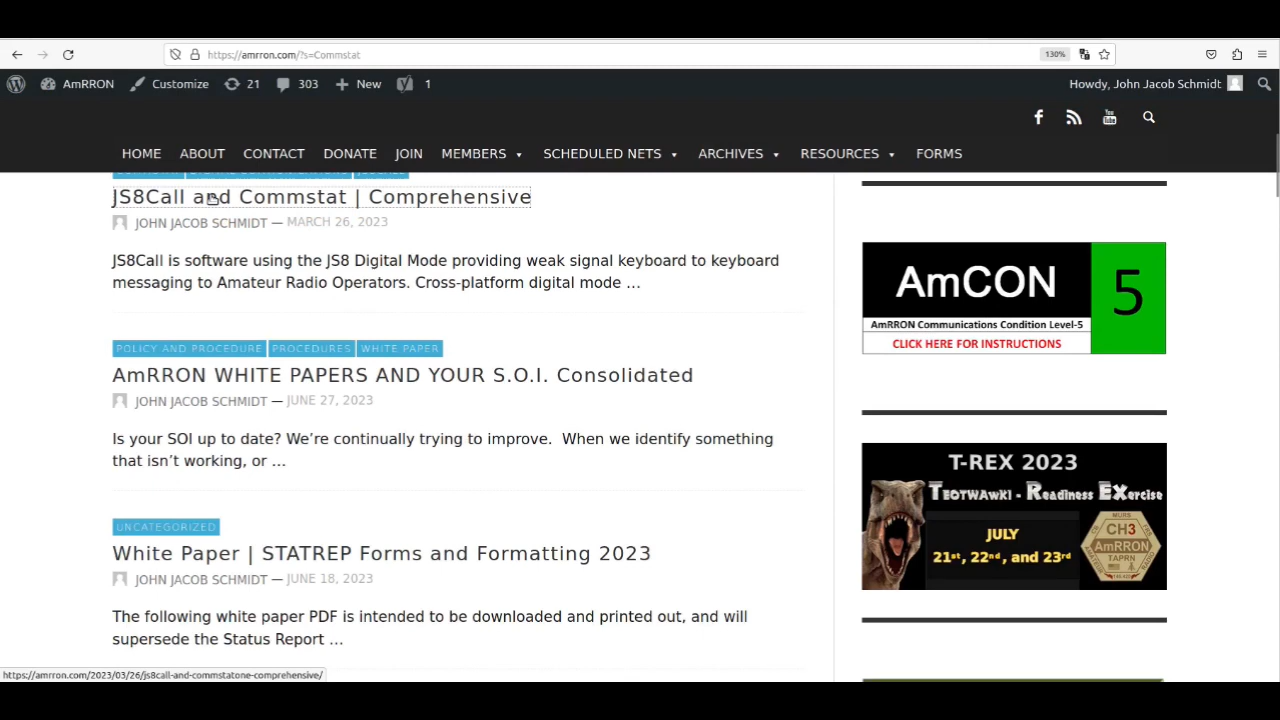 https://amrron.com/?s=Commstat
130%
AmRRON
Customize
21
303
New
1
Howdy, John Jacob Schmidt
HOME
ABOUT
CONTACT
DONATE
JOIN
MEMBERS
SCHEDULED NETS
ARCHIVES
RESOURCES
FORMS
JS8Call and Commstat | Comprehensive
JOHN JACOB SCHMIDT — MARCH 26, 2023
JS8Call is software using the JS8 Digital Mode providing weak signal keyboard to keyboard
messaging to Amateur Radio Operators. Cross-platform digital mode …
POLICY AND PROCEDURE
PROCEDURES
WHITE PAPER
AmRRON WHITE PAPERS AND YOUR S.O.I. Consolidated
JOHN JACOB SCHMIDT — JUNE 27, 2023
Is your SOI up to date? We're continually trying to improve. When we identify something
that isn't working, or …
UNCATEGORIZED
White Paper | STATREP Forms and Formatting 2023
JOHN JACOB SCHMIDT — JUNE 18, 2023
The following white paper PDF is intended to be downloaded and printed out, and will
supersede the Status Report …
AmCON
5
AmRRON Communications Condition Level-5
CLICK HERE FOR INSTRUCTIONS
T-REX 2023
TEOTWAWKI - Readiness EXercise
JULY
21st, 22nd, and 23rd
MURS
CH3
AmRRON
TAPRN
https://amrron.com/2023/03/26/js8call-and-commstatone-comprehensive/